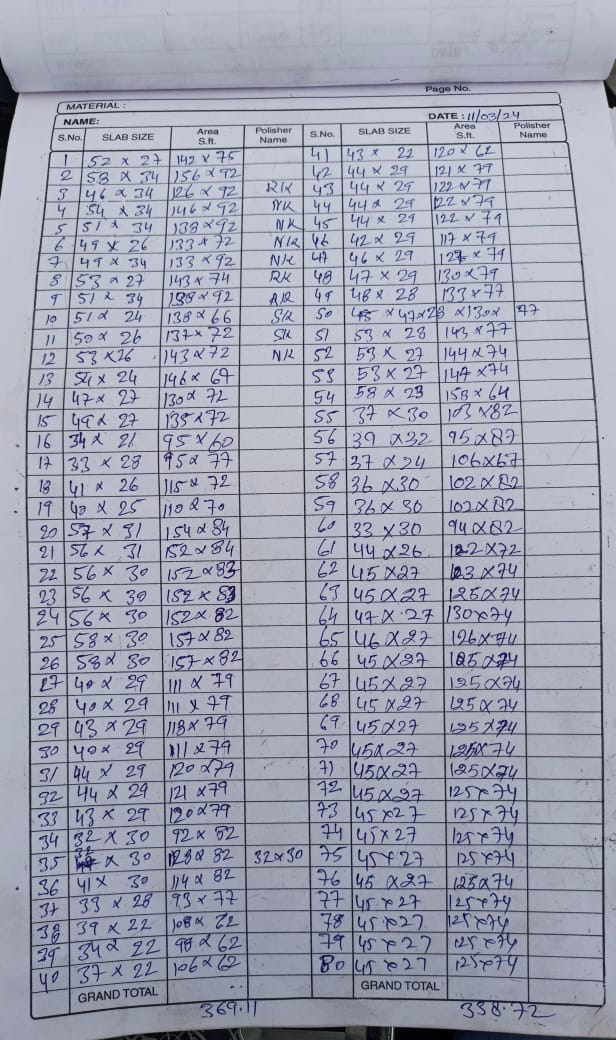 Page No.
MATERIAL :
NAME: DATE : 11/03/24
S.No. SLAB SIZE Area S.ft. Polisher Name S.No. SLAB SIZE Area S.ft. Polisher Name
1 52 x 27 142 x 75 41 43 x 22 120 x 62
2 58 x 34 156 x 92 42 44 x 29 121 x 79
3 46 x 34 126 x 92 RK 43 44 x 29 122 x 79
4 54 x 34 146 x 92 NK 44 44 x 29 122 x 79
5 51 x 34 138 x 92 NK 45 44 x 29 122 x 79
6 49 x 26 133 x 72 NK 46 42 x 29 117 x 79
7 49 x 34 133 x 92 NK 47 46 x 29 127 x 79
8 53 x 27 143 x 74 RK 48 47 x 29 130 x 79
9 51 x 34 138 x 92 RK 49 48 x 28 133 x 77
10 51 x 24 138 x 66 SK 50 x 47 x 28 x 130 x 77
11 50 x 26 137 x 72 SK 51 53 x 28 143 x 77
12 53 x 26 143 x 72 NK 52 53 x 27 144 x 74
13 54 x 24 146 x 67 53 53 x 27 147 x 74
14 47 x 27 130 x 72 54 58 x 23 158 x 64
15 49 x 27 135 x 72 55 37 x 30 103 x 82
16 34 x 21 95 x 60 56 39 x 32 95 x 87
17 33 x 28 95 x 77 57 37 x 24 106 x 67
18 41 x 26 115 x 72 58 36 x 30 102 x 82
19 40 x 25 110 x 70 59 36 x 30 102 x 82
20 57 x 31 154 x 84 60 33 x 30 94 x 82
21 56 x 31 152 x 84 61 44 x 26 122 x 72
22 56 x 30 152 x 83 62 45 x 27 123 x 74
23 56 x 30 152 x 83 63 45 x 27 125 x 74
24 56 x 30 152 x 82 64 47 x 27 130 x 74
25 58 x 30 157 x 82 65 46 x 27 126 x 74
26 58 x 30 157 x 82 66 45 x 27 125 x 74
27 40 x 29 111 x 79 67 45 x 27 125 x 74
28 40 x 29 111 x 79 68 45 x 27 125 x 74
29 43 x 29 118 x 79 69 45 x 27 125 x 74
30 40 x 29 111 x 79 70 45 x 27 125 x 74
31 44 x 29 120 x 79 71 45 x 27 125 x 74
32 44 x 29 121 x 79 72 45 x 27 125 x 74
33 43 x 29 120 x 79 73 45 x 27 125 x 74
34 32 x 30 92 x 82 74 45 x 27 125 x 74
35 32 x 30 128 x 82 32 x 30 75 45 x 27 125 x 74
36 41 x 30 114 x 82 76 45 x 27 125 x 74
37 33 x 28 93 x 77 77 45 x 27 125 x 74
38 39 x 22 108 x 62 78 45 x 27 125 x 74
39 34 x 22 98 x 62 79 45 x 27 125 x 74
40 37 x 22 106 x 62 80 45 x 27 125 x 74
GRAND TOTAL GRAND TOTAL
369.11 338.72